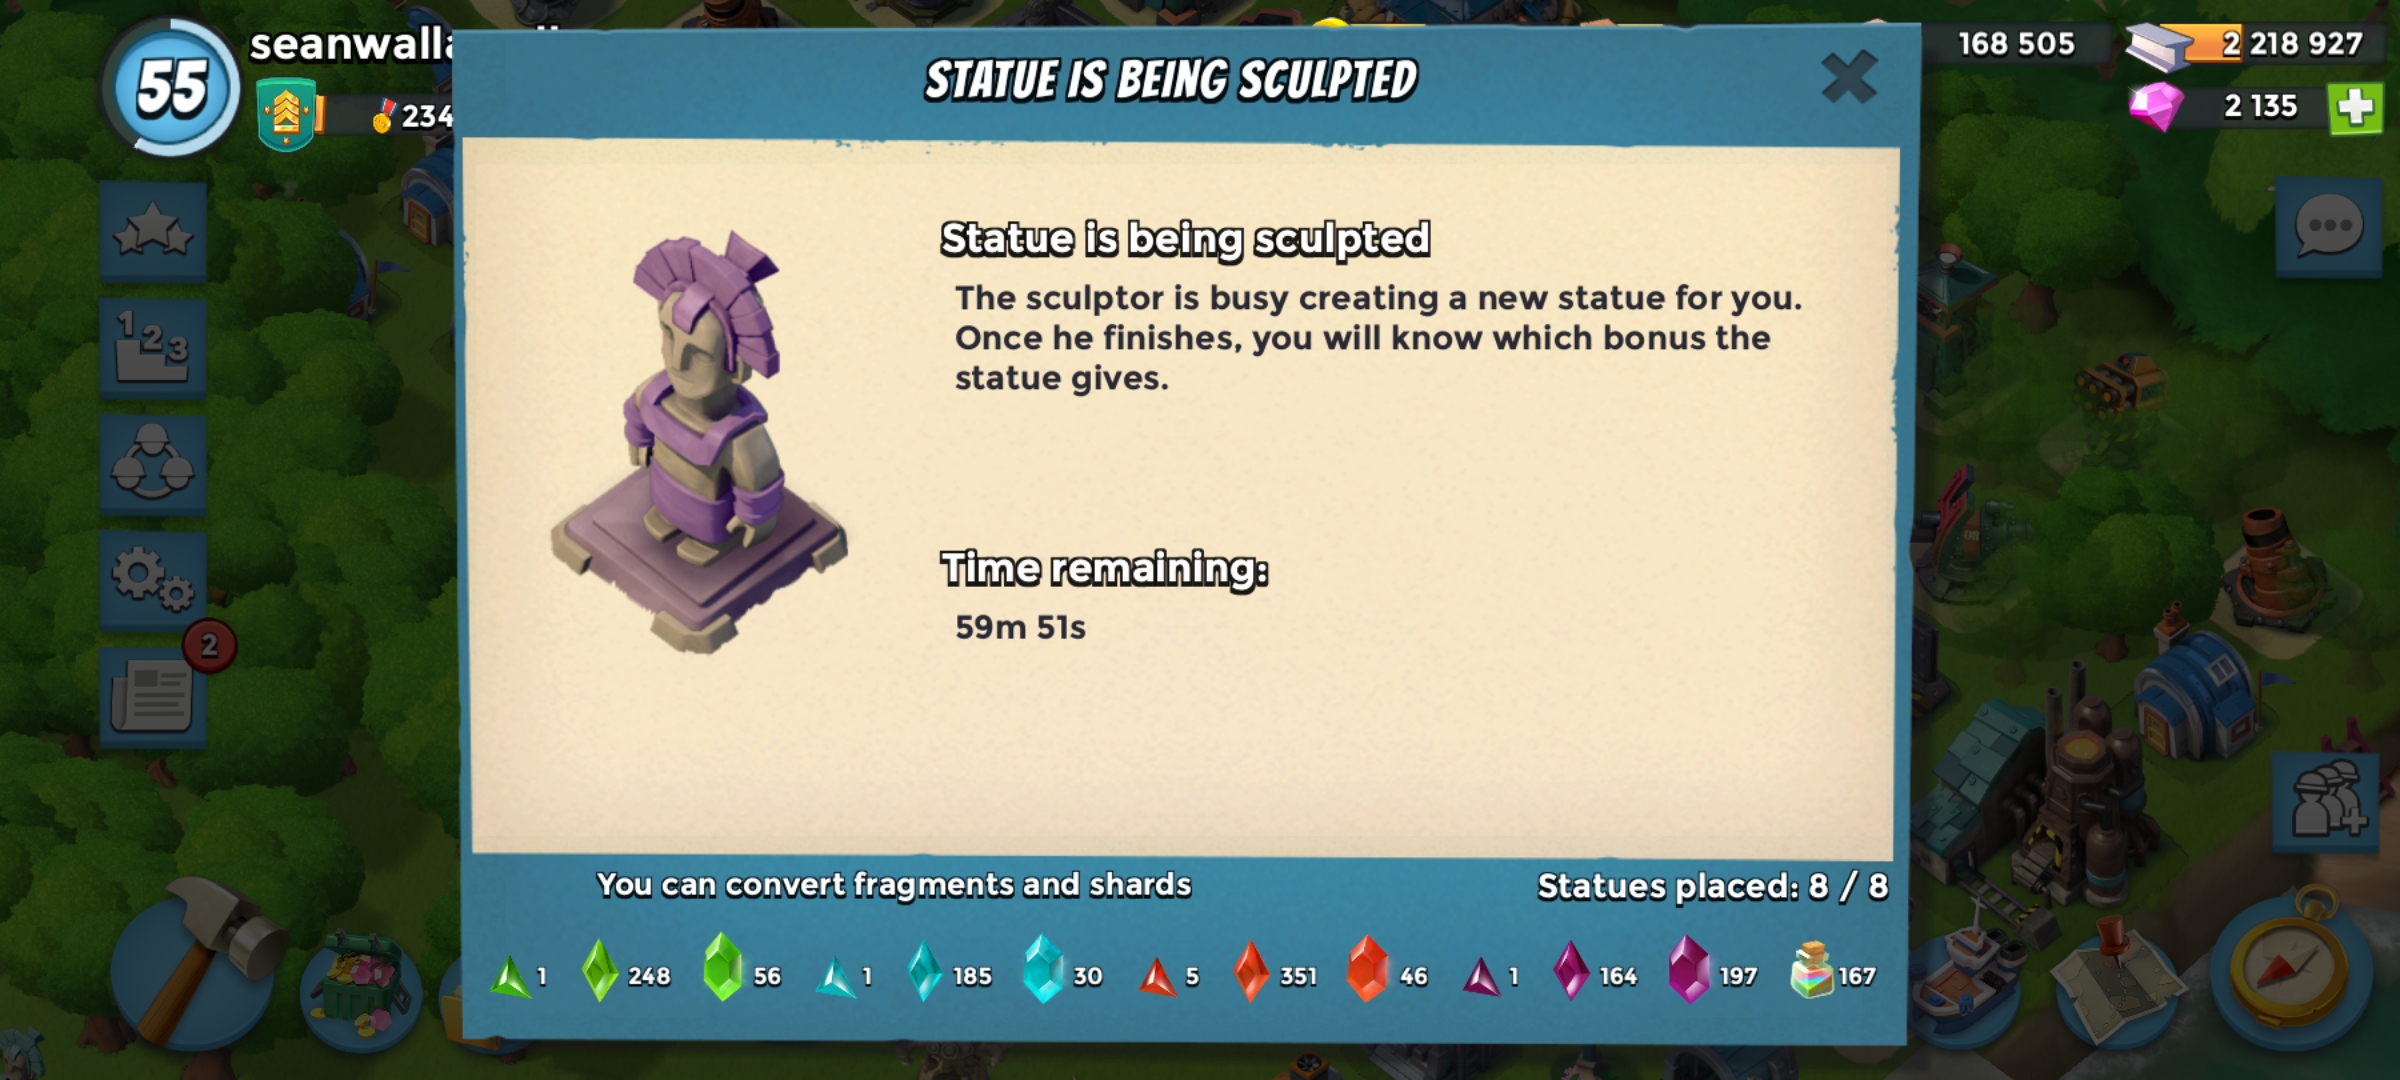 55
234
STATUE IS BEING SCULPTED
168 505
2 218 927
2 135
1 2 3
2
Statue is being sculpted
The sculptor is busy creating a new statue for you.
Once he finishes, you will know which bonus the
statue gives.
Time remaining:
59m 51s
You can convert fragments and shards
Statues placed: 8 / 8
1 248 56 1 185 30 5 351 46 1 164 197 167